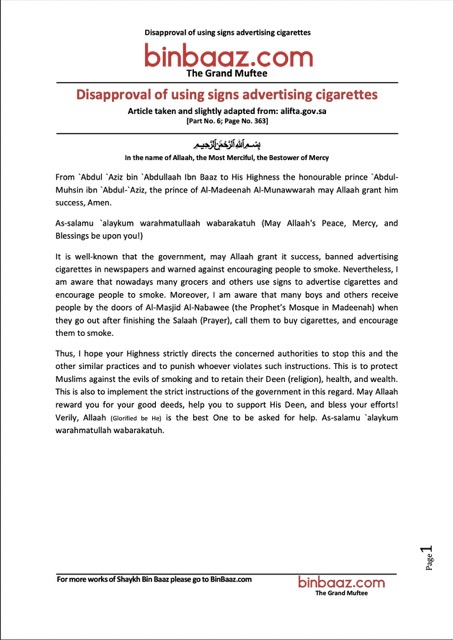 Disapproval of using signs advertising cigarettes
binbaaz.com
The Grand Muftee
Disapproval of using signs advertising cigarettes
Article taken and slightly adapted from: alifta.gov.sa
[Part No. 6; Page No. 363]
بِسْمِ اللَّهِ الرَّحْمَنِ الرَّحِيمِ
In the name of Allaah, the Most Merciful, the Bestower of Mercy
From `Abdul `Aziz bin `Abdullaah Ibn Baaz to His Highness the honourable prince `Abdul-
Muhsin ibn `Abdul-`Aziz, the prince of Al-Madeenah Al-Munawwarah may Allaah grant him
success, Amen.
As-salamu `alaykum warahmatullaah wabarakatuh (May Allaah's Peace, Mercy, and
Blessings be upon you!)
It is well-known that the government, may Allaah grant it success, banned advertising
cigarettes in newspapers and warned against encouraging people to smoke. Nevertheless, I
am aware that nowadays many grocers and others use signs to advertise cigarettes and
encourage people to smoke. Moreover, I am aware that many boys and others receive
people by the doors of Al-Masjid Al-Nabawee (the Prophet's Mosque in Madeenah) when
they go out after finishing the Salaah (Prayer), call them to buy cigarettes, and encourage
them to smoke.
Thus, I hope your Highness strictly directs the concerned authorities to stop this and the
other similar practices and to punish whoever violates such instructions. This is to protect
Muslims against the evils of smoking and to retain their Deen (religion), health, and wealth.
This is also to implement the strict instructions of the government in this regard. May Allaah
reward you for your good deeds, help you to support His Deen, and bless your efforts!
Verily, Allaah (Glorified be He) is the best One to be asked for help. As-salamu `alaykum
warahmatullah wabarakatuh.
Page1
For more works of Shaykh Bin Baaz please go to BinBaaz.com
binbaaz.com
The Grand Muftee